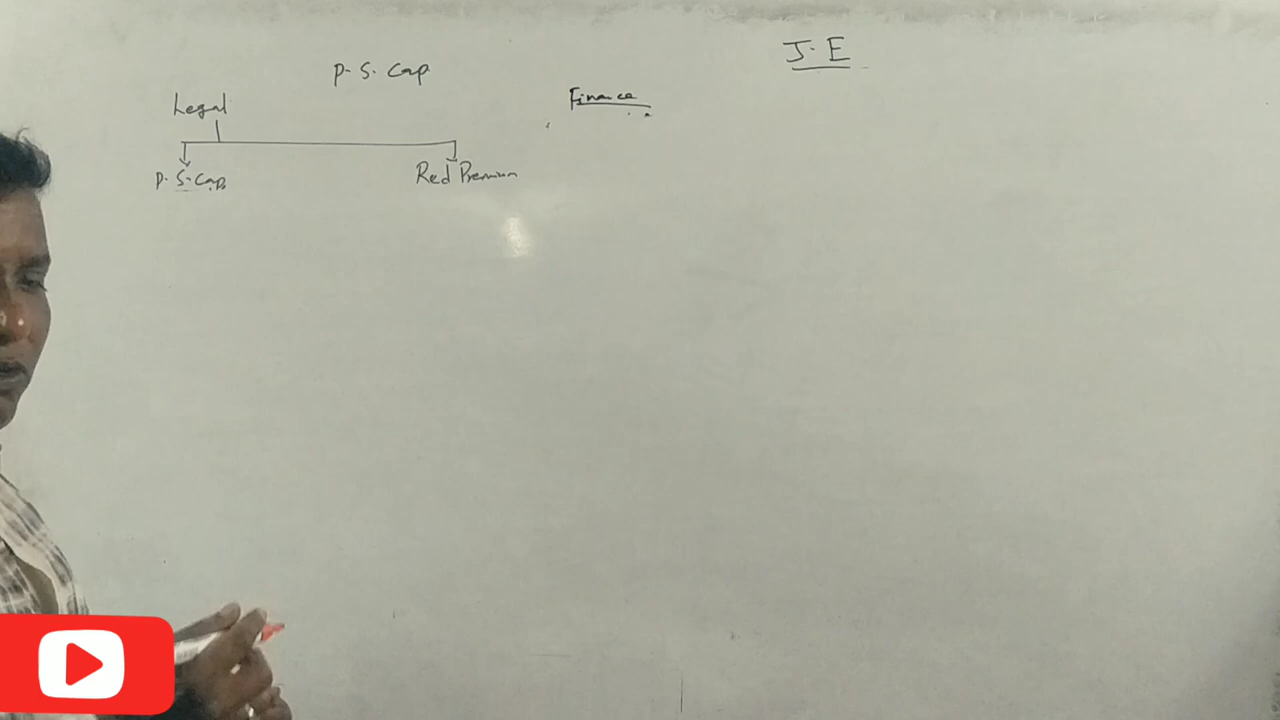 J. E
P. S. Cap
Finance
Legal
P. S. Cap
Red Premium